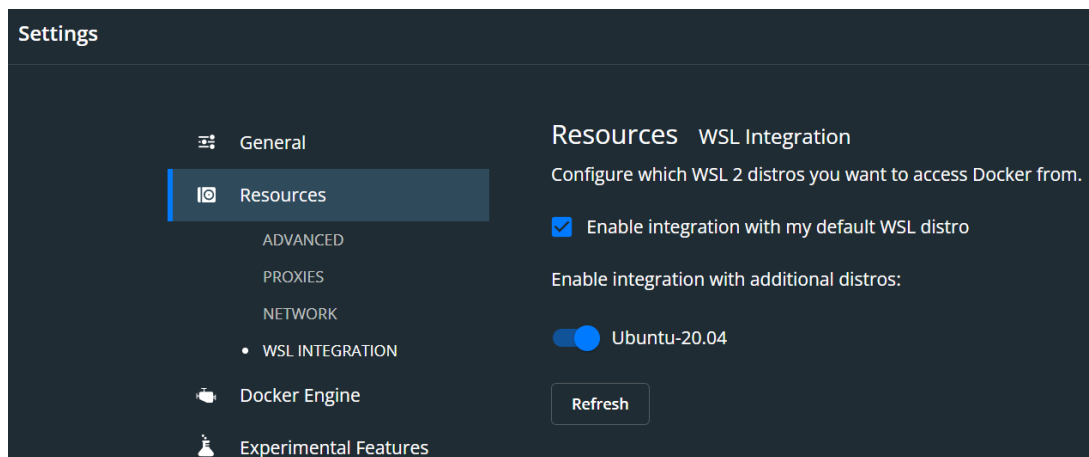 Settings
General
Resources
ADVANCED
PROXIES
NETWORK
WSL INTEGRATION
Docker Engine
Experimental Features
Resources WSL Integration
Configure which WSL 2 distros you want to access Docker from.
Enable integration with my default WSL distro
Enable integration with additional distros:
Ubuntu-20.04
Refresh